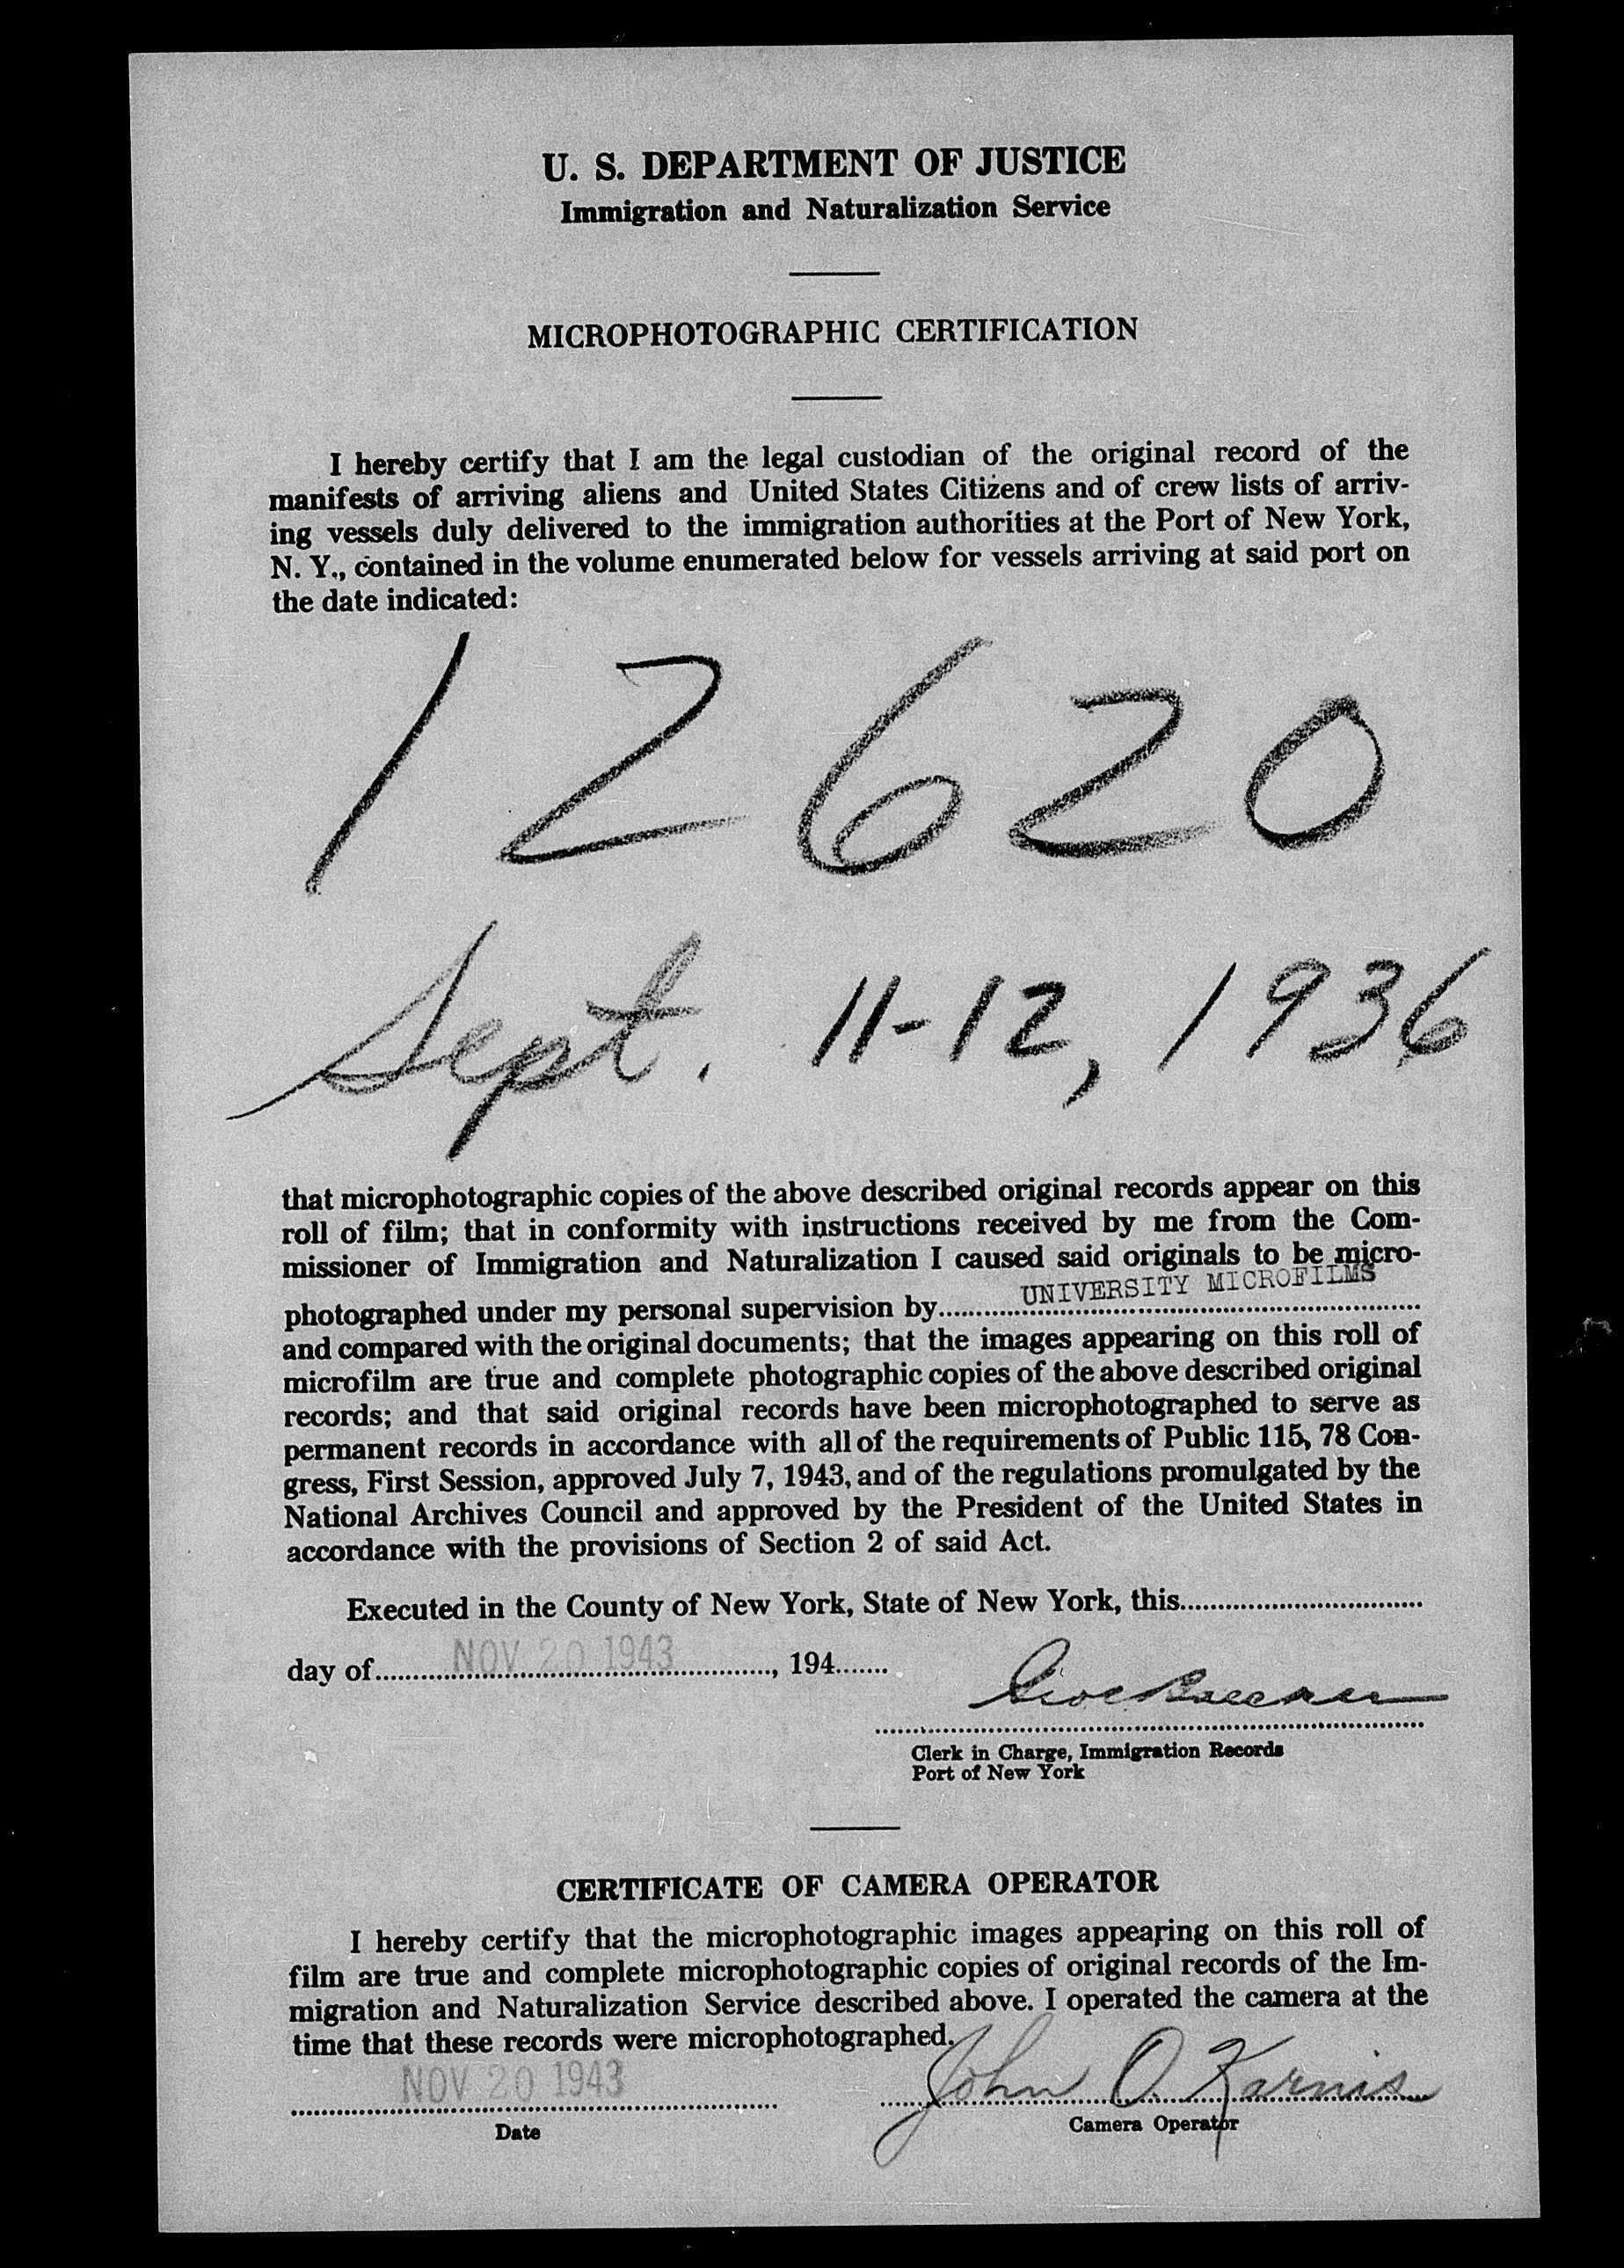 U. S. DEPARTMENT OF JUSTICE
Immigration and Naturalization Service
MICROPHOTOGRAPHIC CERTIFICATION
I hereby certify that I am the legal custodian of the original record of the
manifests of arriving aliens and United States Citizens and of crew lists of arriv-
ing vessels duly delivered to the immigration authorities at the Port of New York,
N. Y., contained in the volume enumerated below for vessels arriving at said port on
the date indicated:
12620
Sept. 11-12, 1936
that microphotographic copies of the above described original records appear on this
roll of film; that in conformity with instructions received by me from the Com-
missioner of Immigration and Naturalization I caused said originals to be micro-
photographed under my personal supervision by UNIVERSITY MICROFILMS
and compared with the original documents; that the images appearing on this roll of
microfilm are true and complete photographic copies of the above described original
records; and that said original records have been microphotographed to serve as
permanent records in accordance with all of the requirements of Public 115, 78 Con-
gress, First Session, approved July 7, 1943, and of the regulations promulgated by the
National Archives Council and approved by the President of the United States in
accordance with the provisions of Section 2 of said Act.
Executed in the County of New York, State of New York, this
day of NOV 20 1943, 194
Clerk in Charge, Immigration Records
Port of New York
CERTIFICATE OF CAMERA OPERATOR
I hereby certify that the microphotographic images appearing on this roll of
film are true and complete microphotographic copies of original records of the Im-
migration and Naturalization Service described above. I operated the camera at the
time that these records were microphotographed.
NOV 20 1943 John O. Karnis
Date Camera Operator